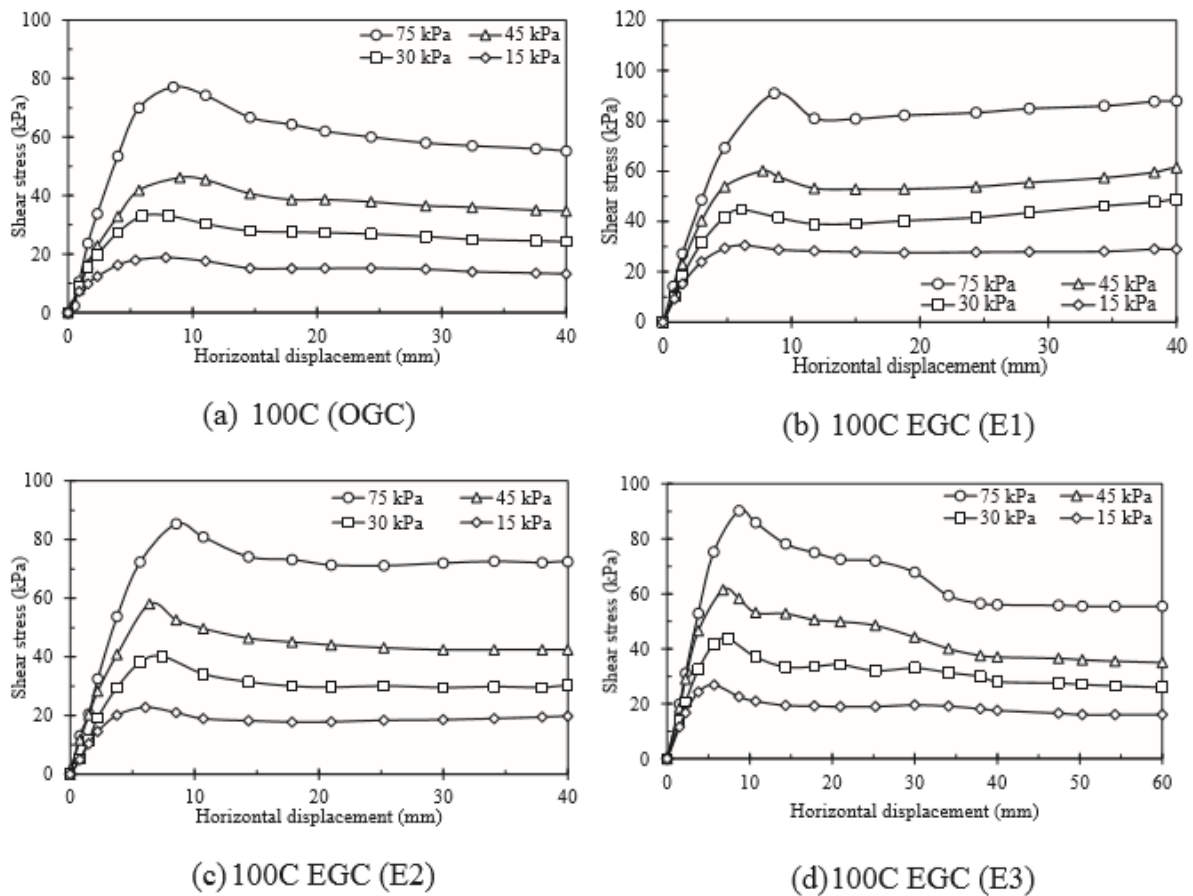 100
80
60
40
20
0
Shear stress (kPa)
75 kPa 45 kPa
30 kPa 15 kPa
0 10 20 30 40
Horizontal displacement (mm)
(a) 100C (OGC)
120
100
80
60
40
20
0
Shear stress (kPa)
75 kPa 45 kPa
30 kPa 15 kPa
0 10 20 30 40
Horizontal displacement (mm)
(b) 100C EGC (E1)
100
80
60
40
20
0
Shear stress (kPa)
75 kPa 45 kPa
30 kPa 15 kPa
0 10 20 30 40
Horizontal displacement (mm)
(c) 100C EGC (E2)
100
80
60
40
20
0
Shear stress (kPa)
75 kPa 45 kPa
30 kPa 15 kPa
0 10 20 30 40 50 60
Horizontal displacement (mm)
(d) 100C EGC (E3)